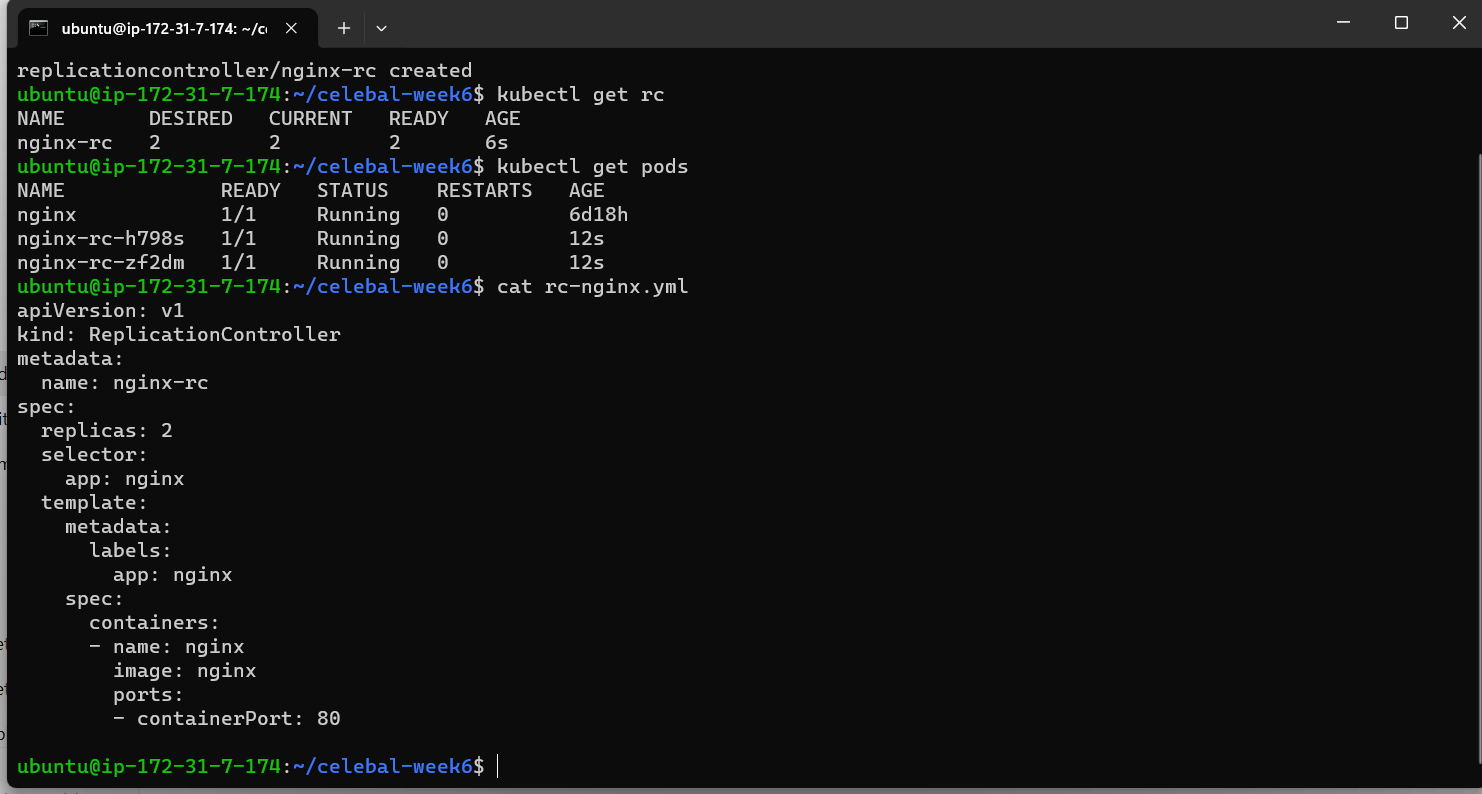 ubuntu@ip-172-31-7-174: ~/c
replicationcontroller/nginx-rc created
ubuntu@ip-172-31-7-174:~/celebal-week6$ kubectl get rc
NAME       DESIRED   CURRENT   READY   AGE
nginx-rc   2         2         2       6s
ubuntu@ip-172-31-7-174:~/celebal-week6$ kubectl get pods
NAME             READY   STATUS    RESTARTS   AGE
nginx            1/1     Running   0          6d18h
nginx-rc-h798s   1/1     Running   0          12s
nginx-rc-zf2dm   1/1     Running   0          12s
ubuntu@ip-172-31-7-174:~/celebal-week6$ cat rc-nginx.yml
apiVersion: v1
kind: ReplicationController
metadata:
  name: nginx-rc
spec:
  replicas: 2
  selector:
    app: nginx
  template:
    metadata:
      labels:
        app: nginx
    spec:
      containers:
      - name: nginx
        image: nginx
        ports:
        - containerPort: 80
ubuntu@ip-172-31-7-174:~/celebal-week6$